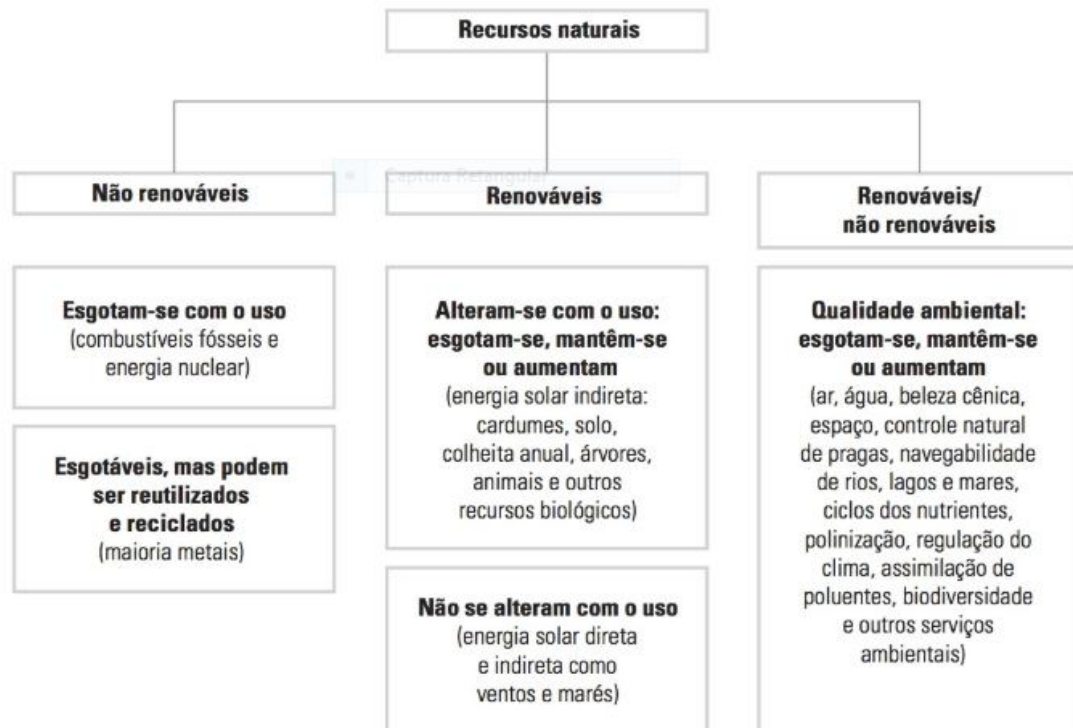 Recursos naturais
Captura Retangular
Não renováveis
Renováveis
Renováveis/
não renováveis
Esgotam-se com o uso
(combustíveis fósseis e
energia nuclear)
Esgotáveis, mas podem
ser reutilizados
e reciclados
(maioria metais)
Alteram-se com o uso:
esgotam-se, mantêm-se
ou aumentam
(energia solar indireta:
cardumes, solo,
colheita anual, árvores,
animais e outros
recursos biológicos)
Não se alteram com o uso
(energia solar direta
e indireta como
ventos e marés)
Qualidade ambiental:
esgotam-se, mantêm-se
ou aumentam
(ar, água, beleza cênica,
espaço, controle natural
de pragas, navegabilidade
de rios, lagos e mares,
ciclos dos nutrientes,
polinização, regulação do
clima, assimilação de
poluentes, biodiversidade
e outros serviços
ambientais)